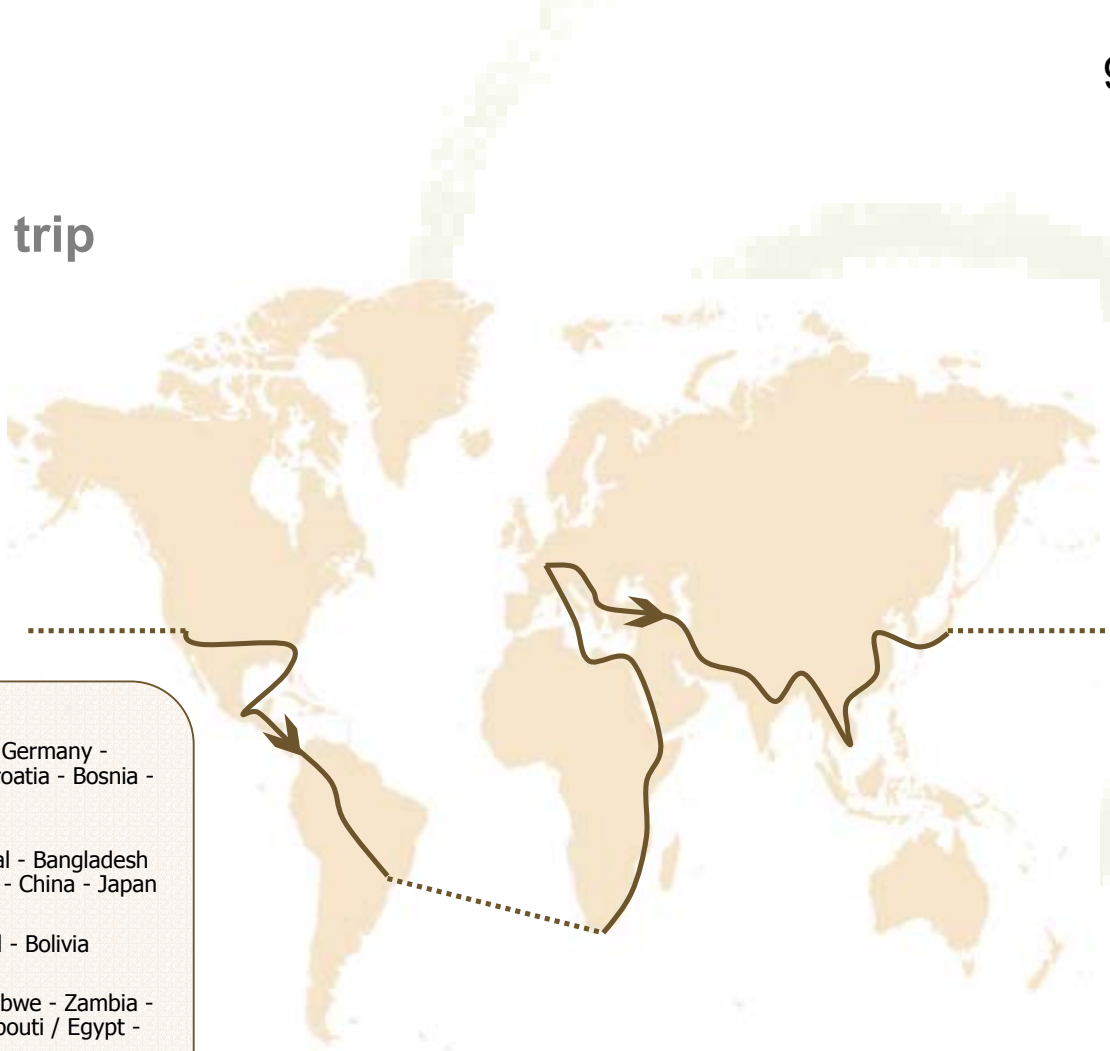 trip
Germany -
roatia - Bosnia -
al - Bangladesh
- China - Japan
- Bolivia
bwe - Zambia -
bouti / Egypt -